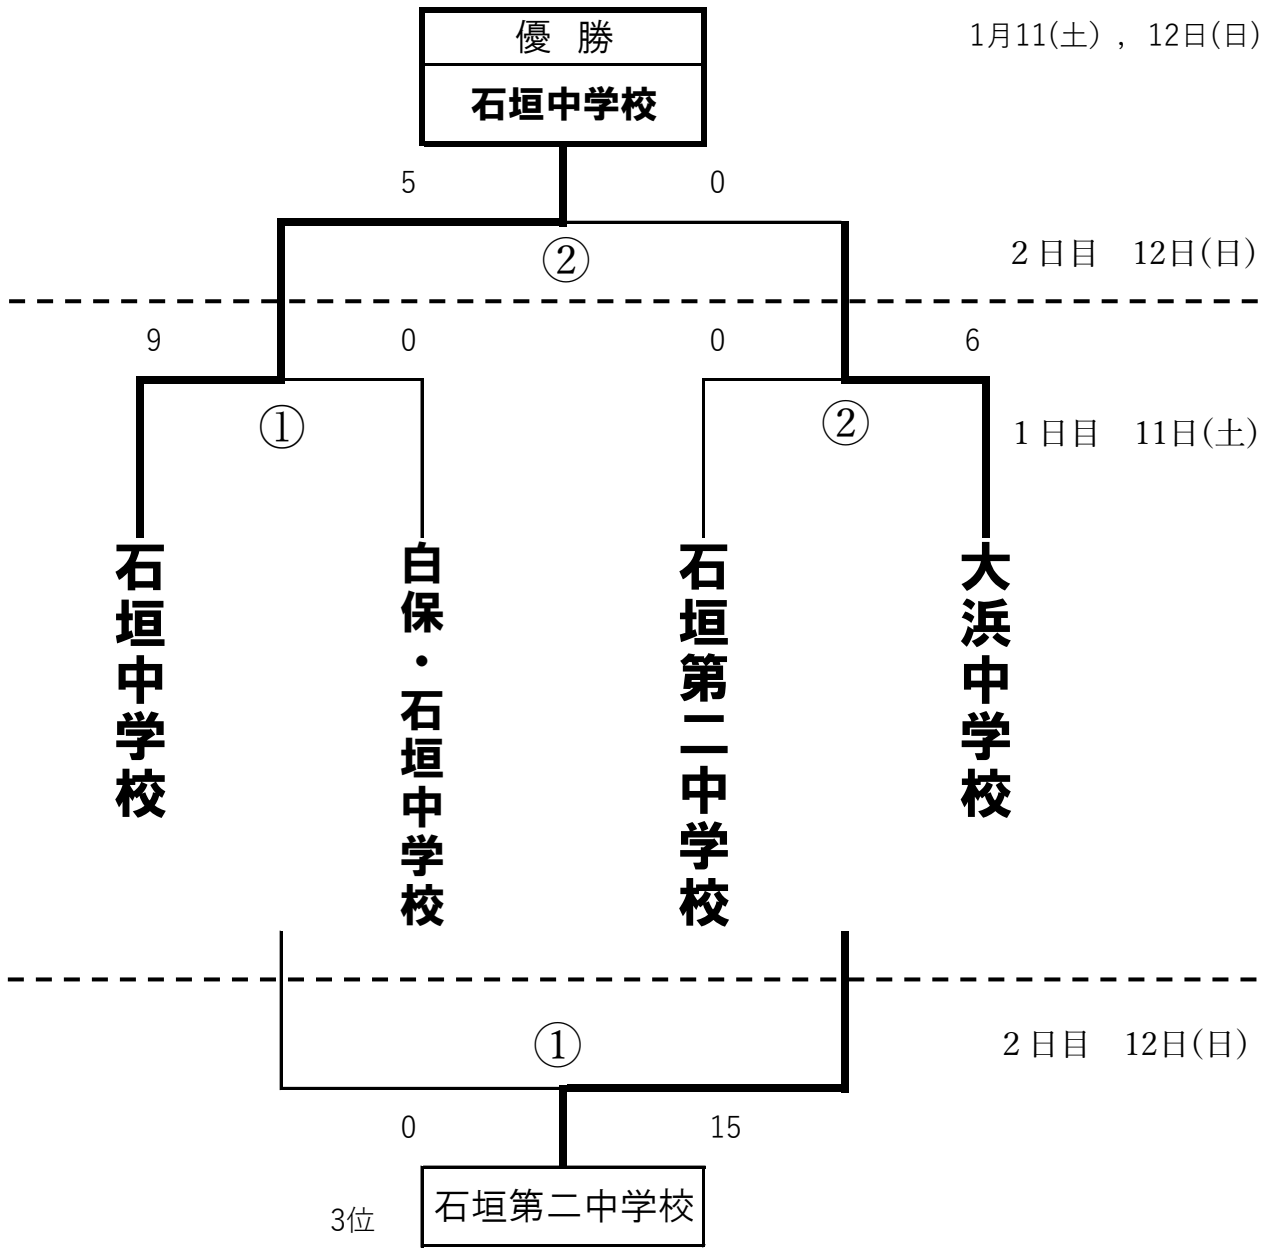 優 勝
1月11(土) , 12日(日)
石垣中学校
5
0
②
2日目 12日(日)
9
0
0
6
①
②
1日目 11日(土)
石垣中学校
白保・石垣中学校
石垣第二中学校
大浜中学校
①
2日目 12日(日)
0
15
石垣第二中学校
3位